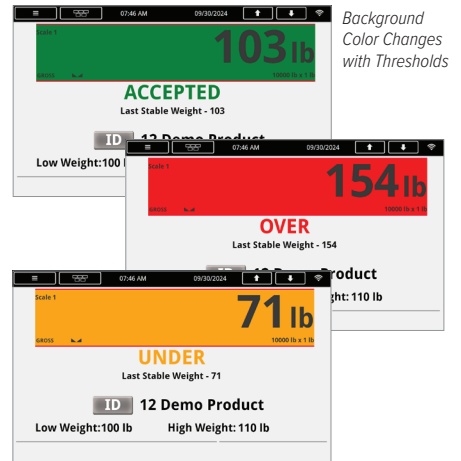 07:46 AM 09/30/2024
Scale 1
103 lb
GROSS 10000 lb x 1 lb
ACCEPTED
Last Stable Weight - 103
ID 12 Demo Product
Low Weight:100 l
Background
Color Changes
with Thresholds
07:46 AM 09/30/2024
Scale 1
154 lb
GROSS 10000 lb x 1 lb
OVER
Last Stable Weight - 154
Product
ght: 110 lb
07:46 AM 09/30/2024
Scale 1
71 lb
GROSS 10000 lb x 1 lb
UNDER
Last Stable Weight - 71
ID 12 Demo Product
Low Weight:100 lb High Weight: 110 lb